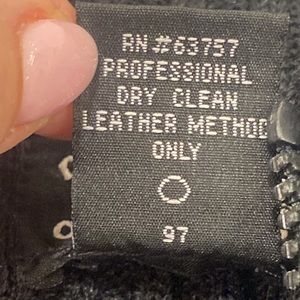 RN#63757
PROFESSIONAL
DRY CLEAN
LEATHER METHOD
ONLY
97